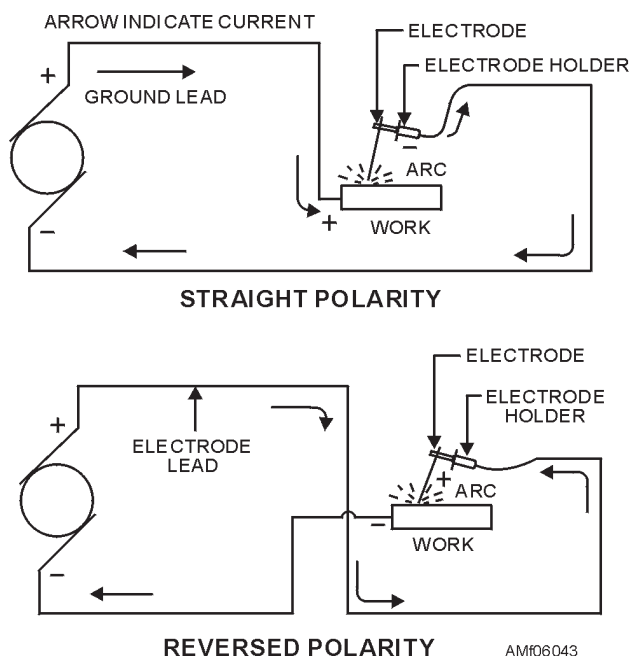 ARROW INDICATE CURRENT
ELECTRODE
+
ELECTRODE HOLDER
GROUND LEAD
−
ARC
−
+
WORK
STRAIGHT POLARITY
ELECTRODE
+
ELECTRODE
HOLDER
ELECTRODE
LEAD
+
ARC
−
WORK
−
REVERSED POLARITY
AMf06043